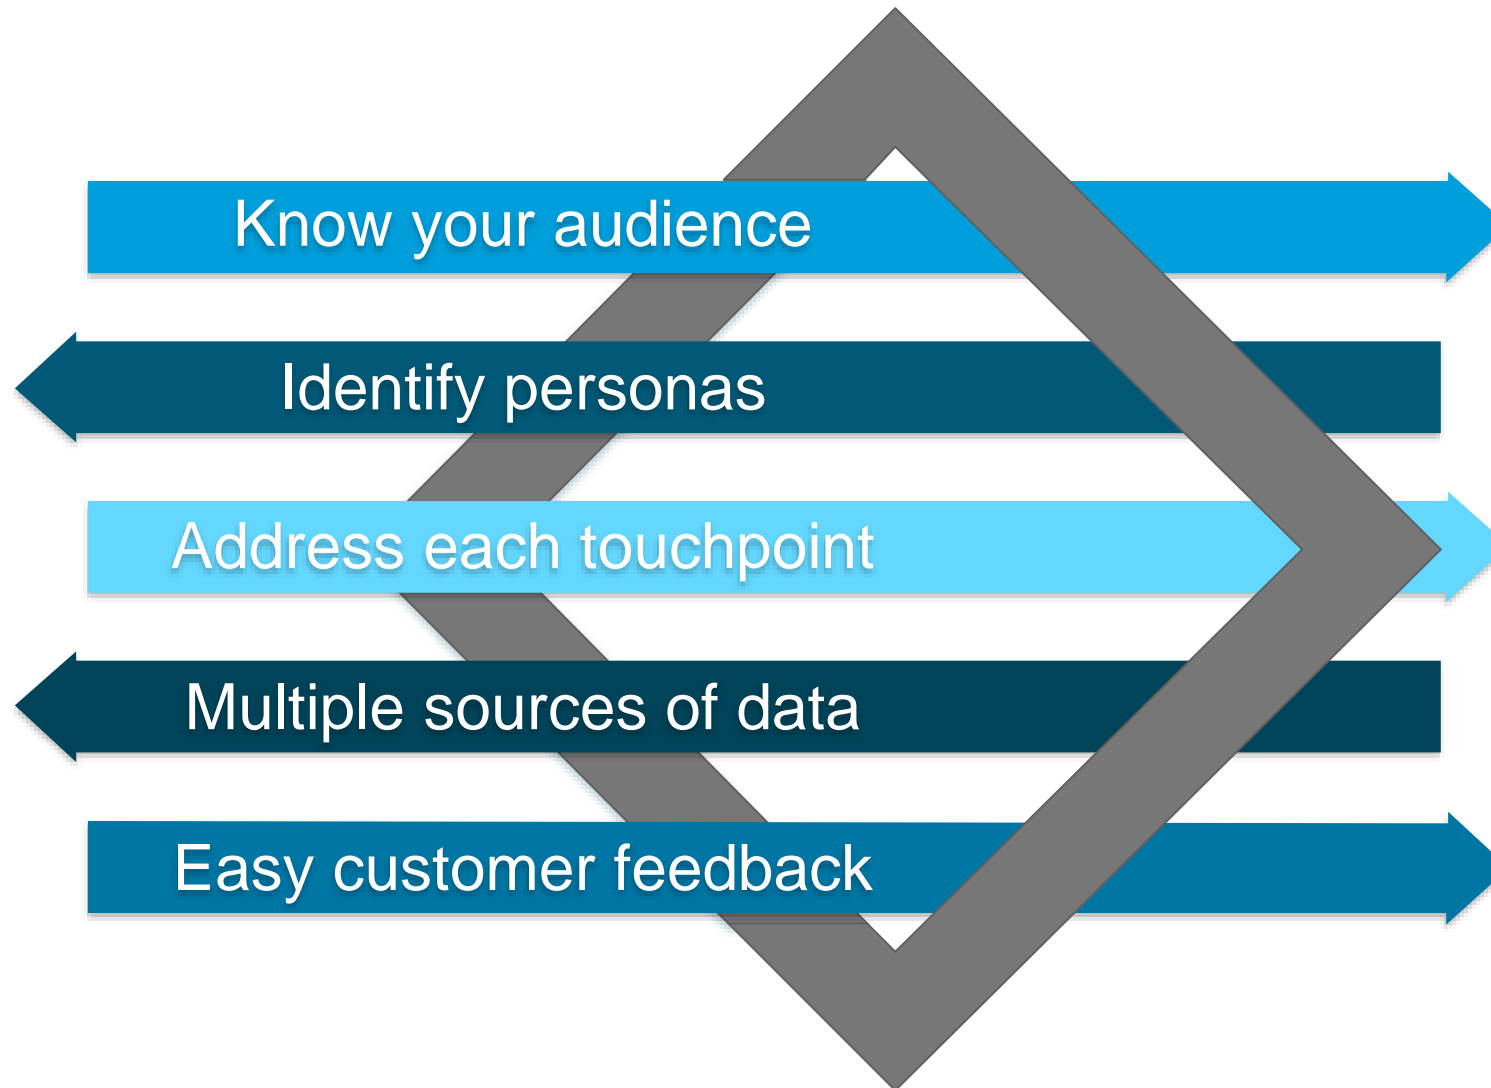 Know your audience
Identify personas
Address each touchpoint
Multiple sources of data
Easy customer feedback